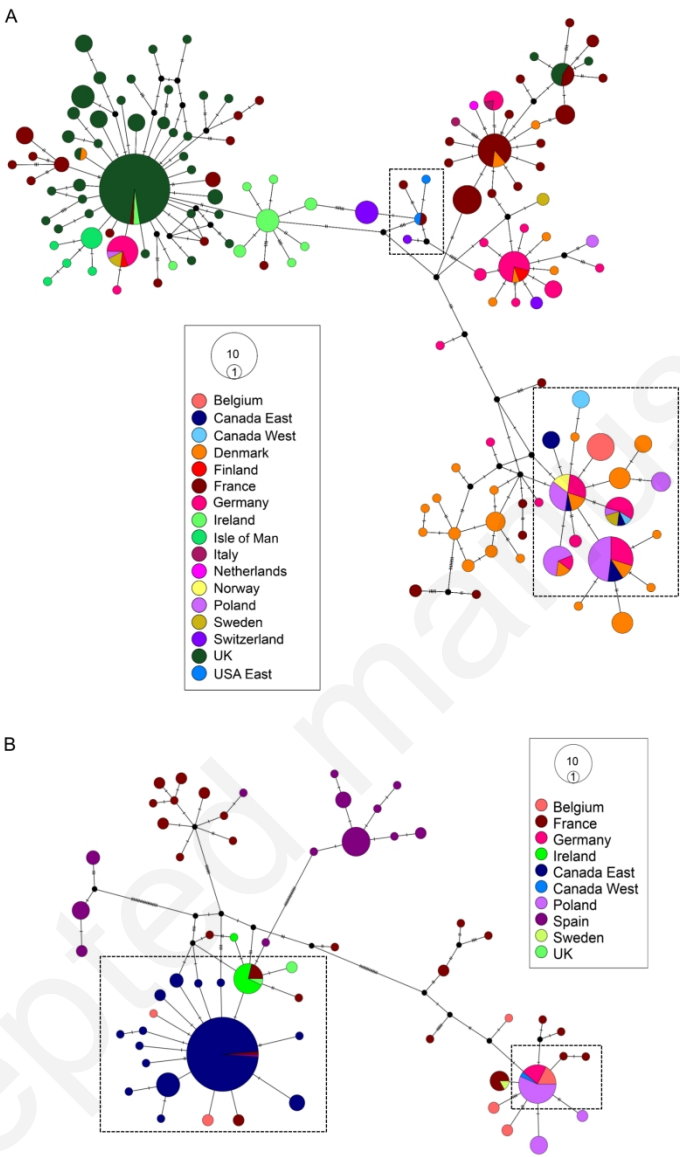 A
10
1
Belgium
Canada East
Canada West
Denmark
Finland
France
Germany
Ireland
Isle of Man
Italy
Netherlands
Norway
Poland
Sweden
Switzerland
UK
USA East
B
10
1
Belgium
France
Germany
Ireland
Canada East
Canada West
Poland
Spain
Sweden
UK